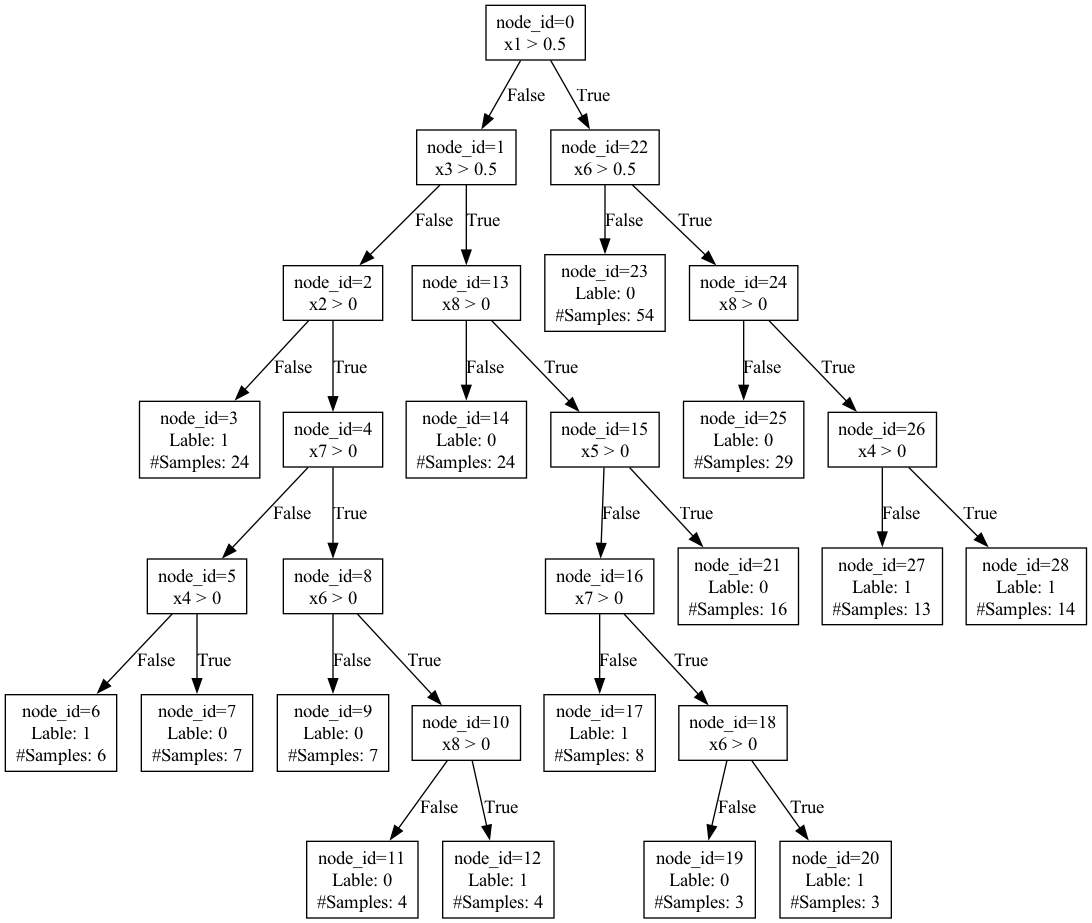 node_id=0
x1 > 0.5
False
True
node_id=1
x3 > 0.5
node_id=22
x6 > 0.5
False
True
False
True
node_id=2
x2 > 0
node_id=13
x8 > 0
node_id=23
Lable: 0
#Samples: 54
node_id=24
x8 > 0
False
True
False
True
False
True
node_id=3
Lable: 1
#Samples: 24
node_id=4
x7 > 0
node_id=14
Lable: 0
#Samples: 24
node_id=15
x5 > 0
node_id=25
Lable: 0
#Samples: 29
node_id=26
x4 > 0
False
True
False
True
False
True
node_id=5
x4 > 0
node_id=8
x6 > 0
node_id=16
x7 > 0
node_id=21
Lable: 0
#Samples: 16
node_id=27
Lable: 1
#Samples: 13
node_id=28
Lable: 1
#Samples: 14
False
True
False
True
False
True
node_id=6
Lable: 1
#Samples: 6
node_id=7
Lable: 0
#Samples: 7
node_id=9
Lable: 0
#Samples: 7
node_id=10
x8 > 0
node_id=17
Lable: 1
#Samples: 8
node_id=18
x6 > 0
False
True
False
True
node_id=11
Lable: 0
#Samples: 4
node_id=12
Lable: 1
#Samples: 4
node_id=19
Lable: 0
#Samples: 3
node_id=20
Lable: 1
#Samples: 3